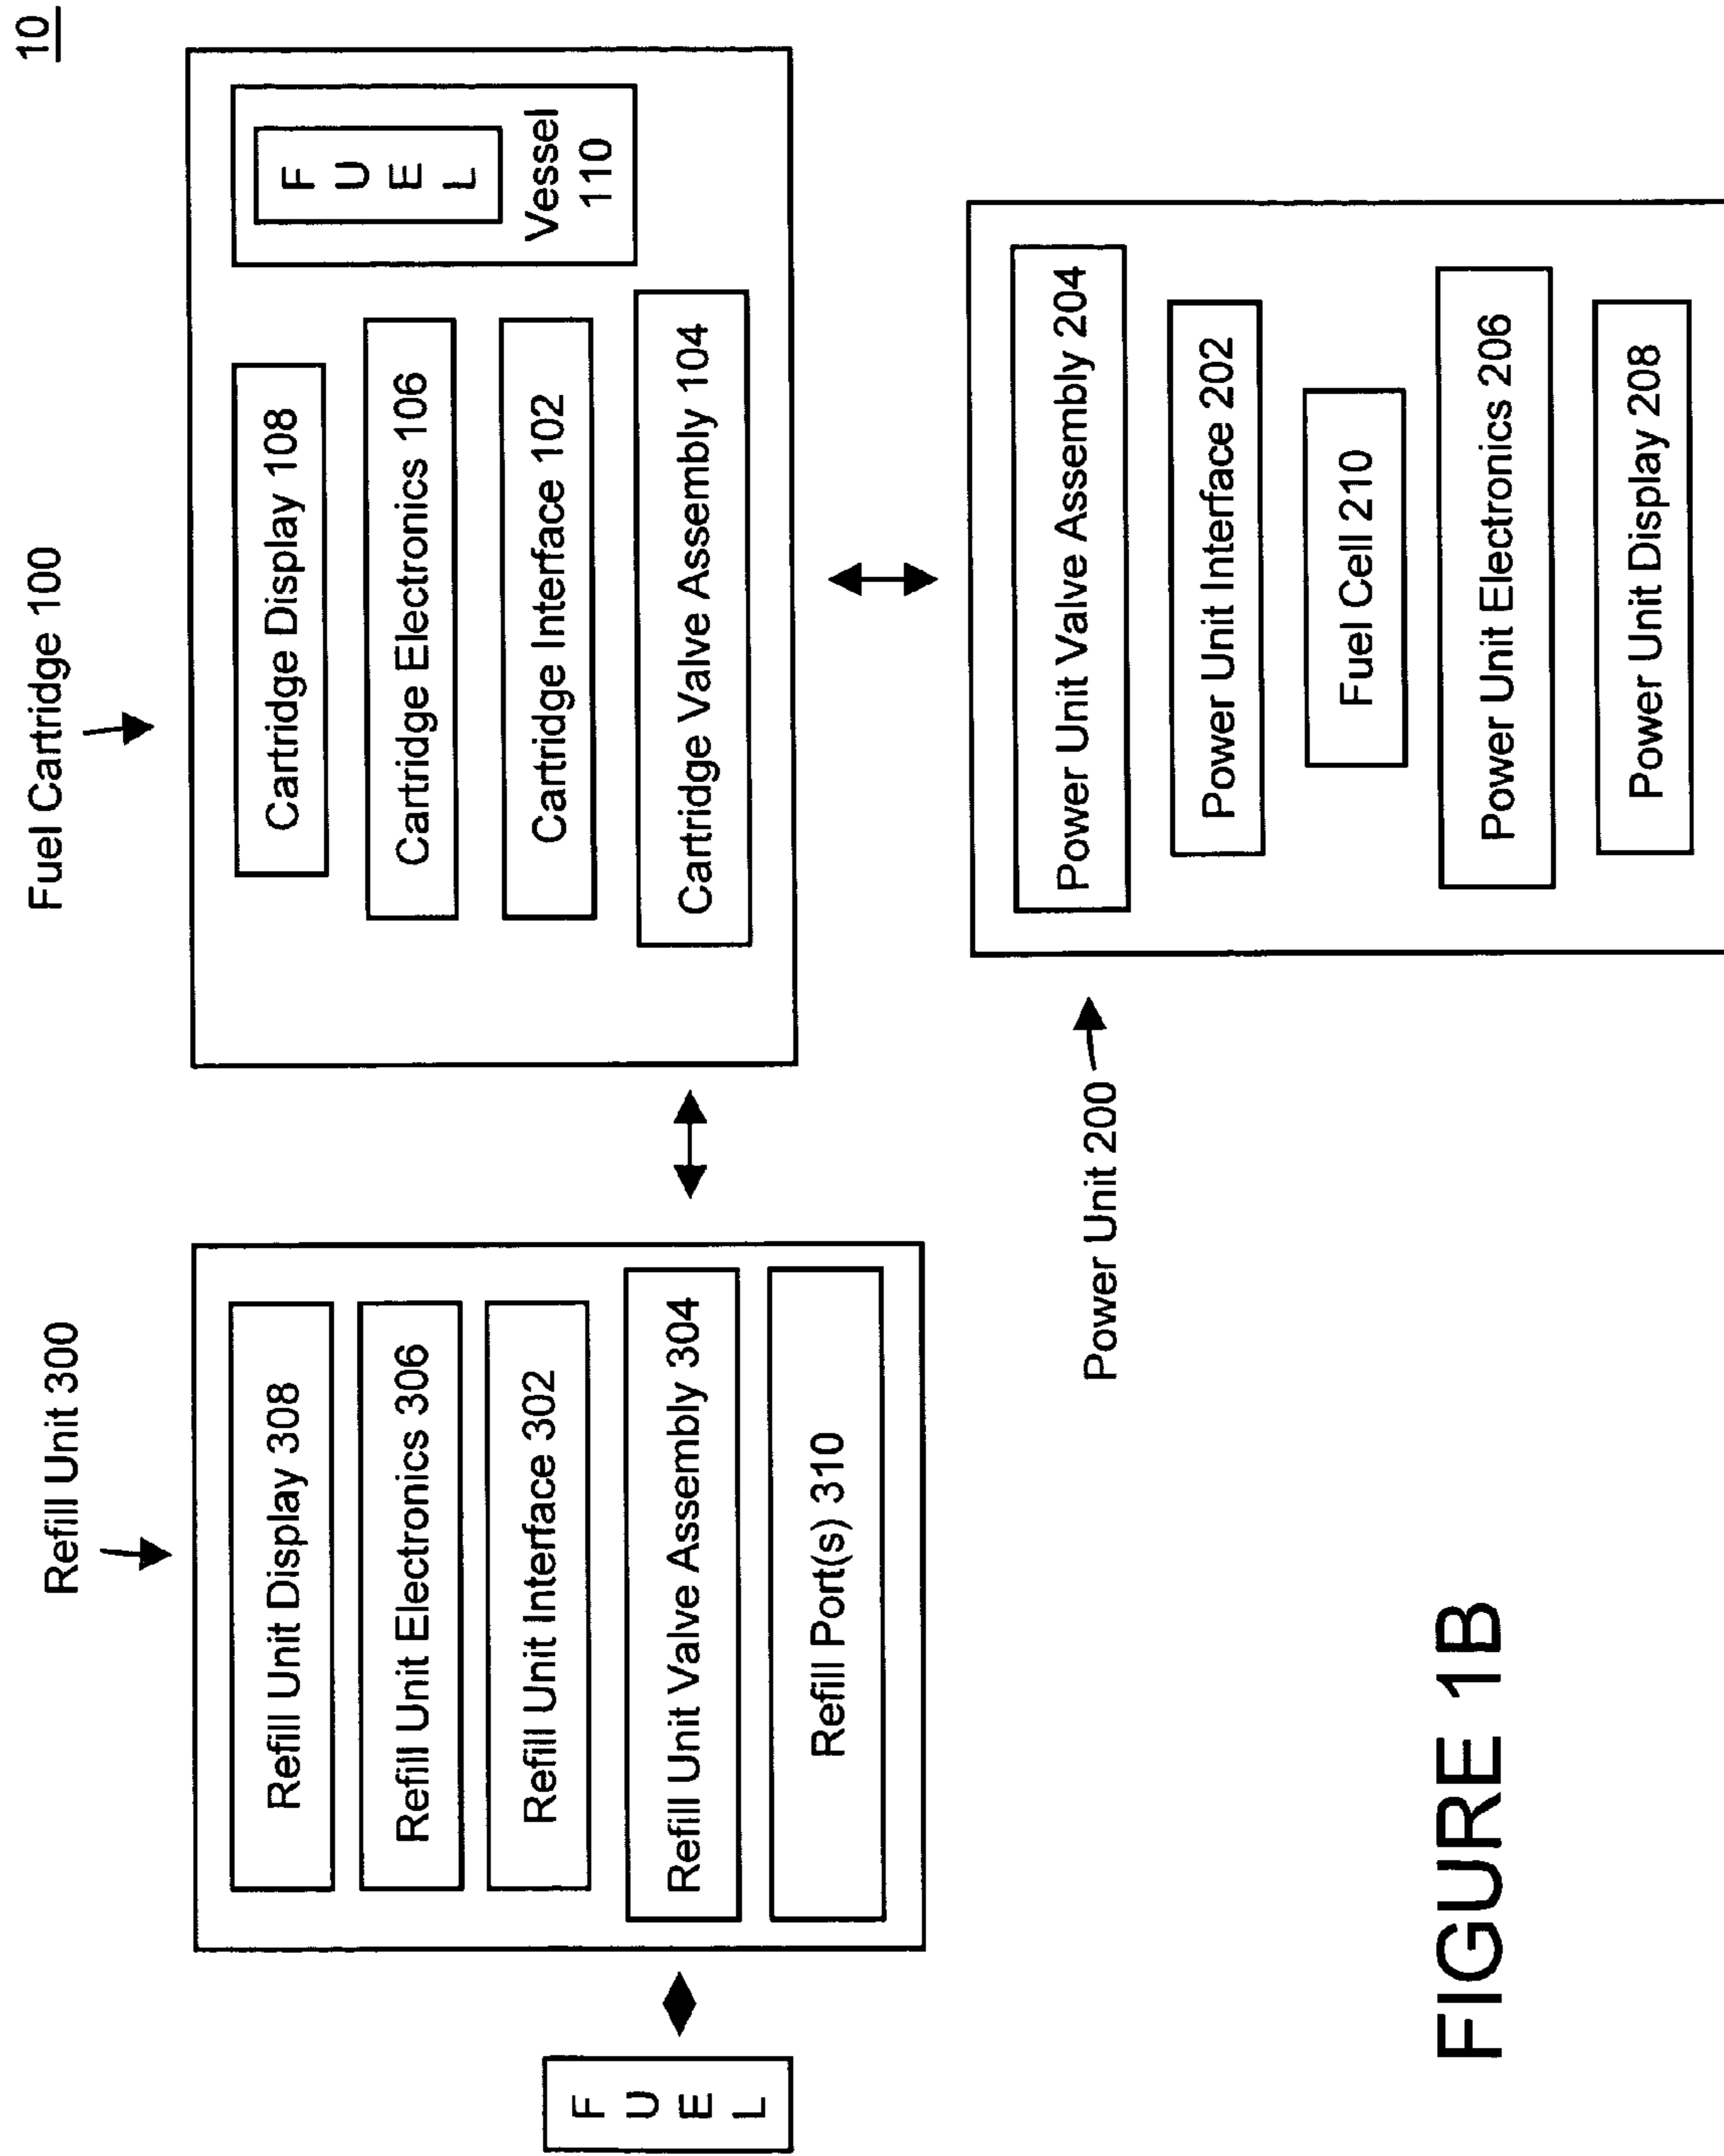 10
Refill Unit 300
Fuel Cartridge 100
FUEL
Refill Unit Display 308
Refill Unit Electronics 306
Refill Unit Interface 302
Refill Unit Valve Assembly 304
Refill Port(s) 310
Cartridge Display 108
Cartridge Electronics 106
Cartridge Interface 102
Cartridge Valve Assembly 104
FUEL
Vessel
110
Power Unit 200
Power Unit Valve Assembly 204
Power Unit Interface 202
Fuel Cell 210
Power Unit Electronics 206
Power Unit Display 208
FIGURE 1B